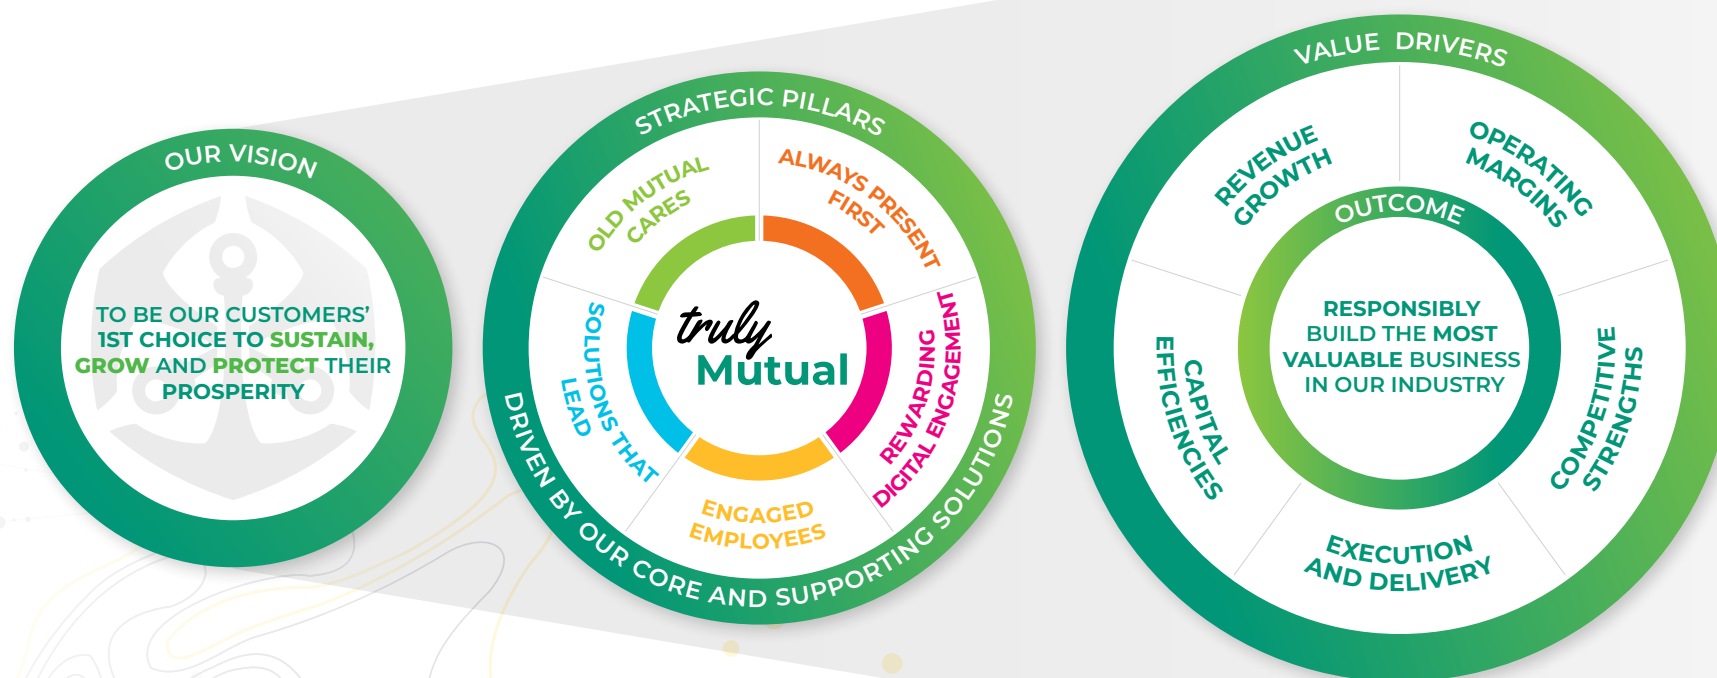 OUR VISION
TO BE OUR CUSTOMERS'
1ST CHOICE TO SUSTAIN,
GROW AND PROTECT THEIR
PROSPERITY
STRATEGIC PILLARS
OLD MUTUAL
CARES
ALWAYS PRESENT
FIRST
REWARDING
DIGITAL ENGAGEMENT
ENGAGED
EMPLOYEES
SOLUTIONS THAT
LEAD
truly
Mutual
DRIVEN BY OUR CORE AND SUPPORTING SOLUTIONS
VALUE DRIVERS
REVENUE
GROWTH
OPERATING
MARGINS
COMPETITIVE
STRENGTHS
EXECUTION
AND DELIVERY
CAPITAL
EFFICIENCIES
OUTCOME
RESPONSIBLY
BUILD THE MOST
VALUABLE BUSINESS
IN OUR INDUSTRY